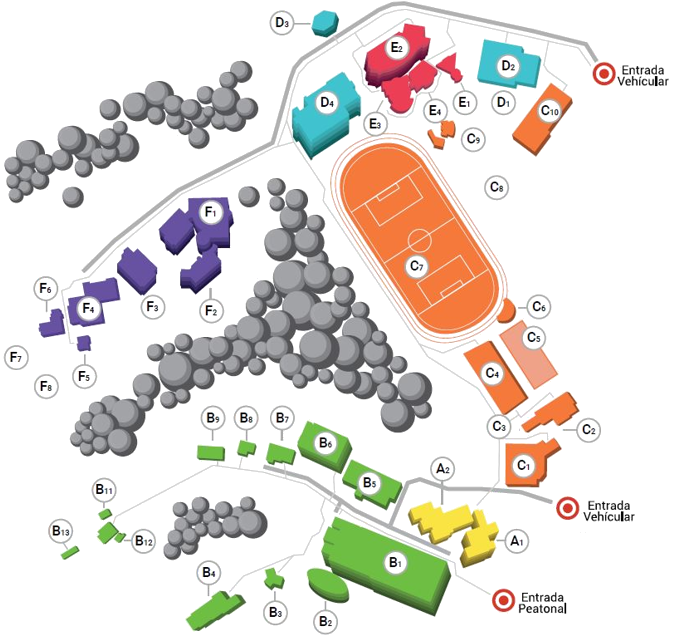 D3
E2
D2
Entrada
Vehícular
D4
E1
D1
E4
C10
E3
C9
C8
F1
C7
F6
F4
F3
F2
C6
C5
F7
F5
C4
F8
B9
B8
B7
B6
C3
C2
C1
A2
B5
B11
Entrada
Vehícular
B13
B12
A1
B1
B4
Entrada
Peatonal
B3
B2